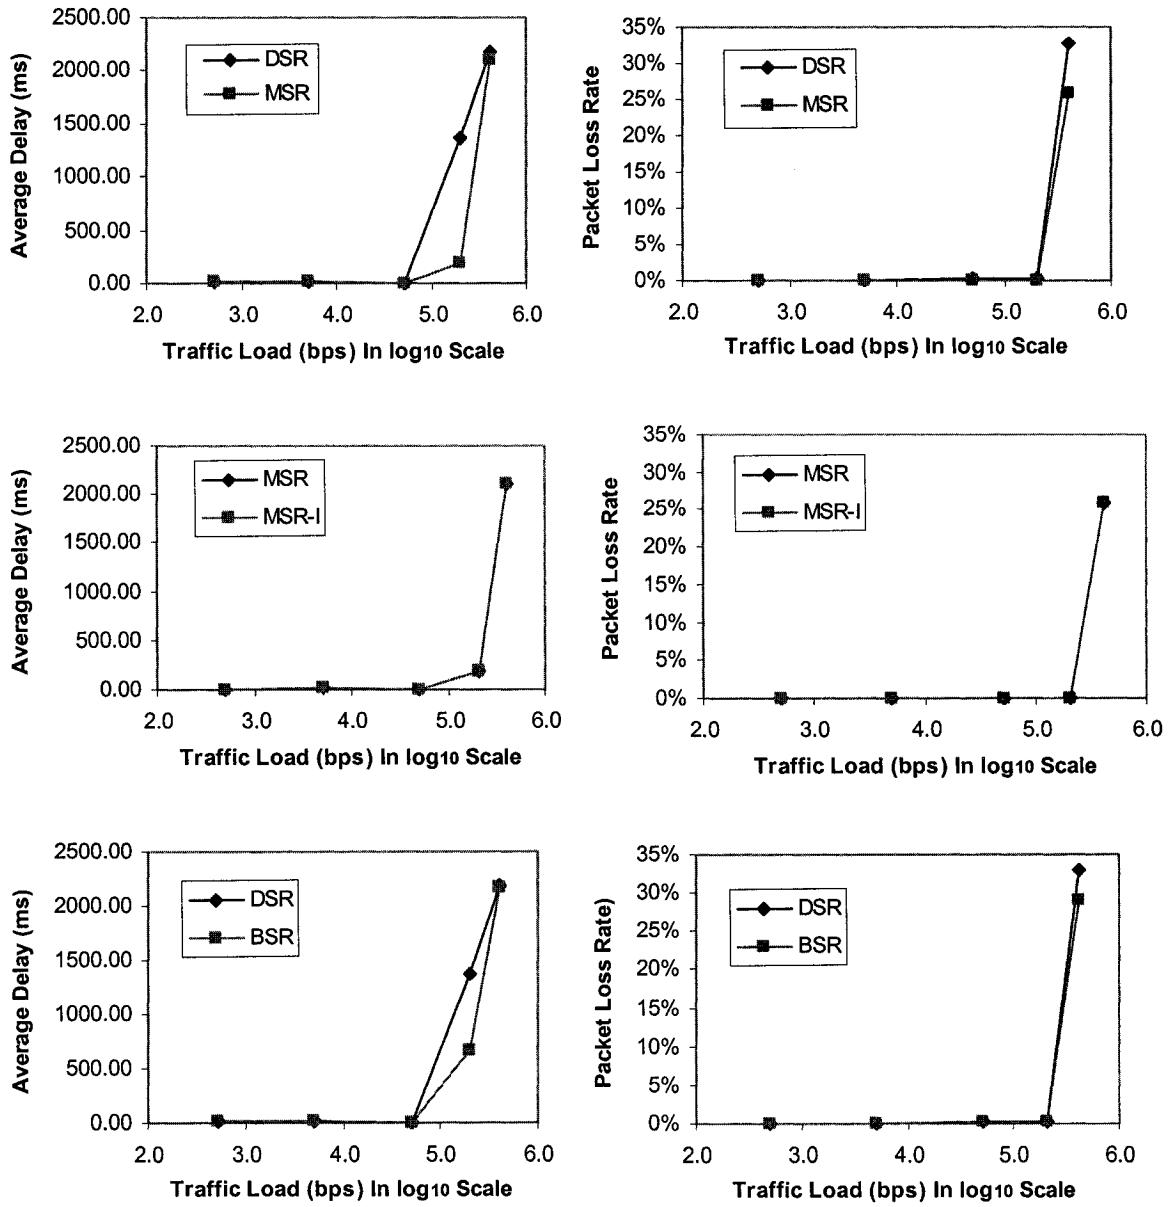 2500.00
2000.00
1500.00
1000.00
500.00
0.00
Average Delay (ms)
DSR
MSR
2.0 3.0 4.0 5.0 6.0
Traffic Load (bps) In log10 Scale
35%
30%
25%
20%
15%
10%
5%
0%
Packet Loss Rate
DSR
MSR
2.0 3.0 4.0 5.0 6.0
Traffic Load (bps) In log10 Scale
2500.00
2000.00
1500.00
1000.00
500.00
0.00
Average Delay (ms)
MSR
MSR-I
2.0 3.0 4.0 5.0 6.0
Traffic Load (bps) In log10 Scale
35%
30%
25%
20%
15%
10%
5%
0%
Packet Loss Rate
MSR
MSR-I
2.0 3.0 4.0 5.0 6.0
Traffic Load (bps) In log10 Scale
2500.00
2000.00
1500.00
1000.00
500.00
0.00
Average Delay (ms)
DSR
BSR
2.0 3.0 4.0 5.0 6.0
Traffic Load (bps) In log10 Scale
35%
30%
25%
20%
15%
10%
5%
0%
Packet Loss Rate)
DSR
BSR
2.0 3.0 4.0 5.0 6.0
Traffic Load (bps) In log10 Scale